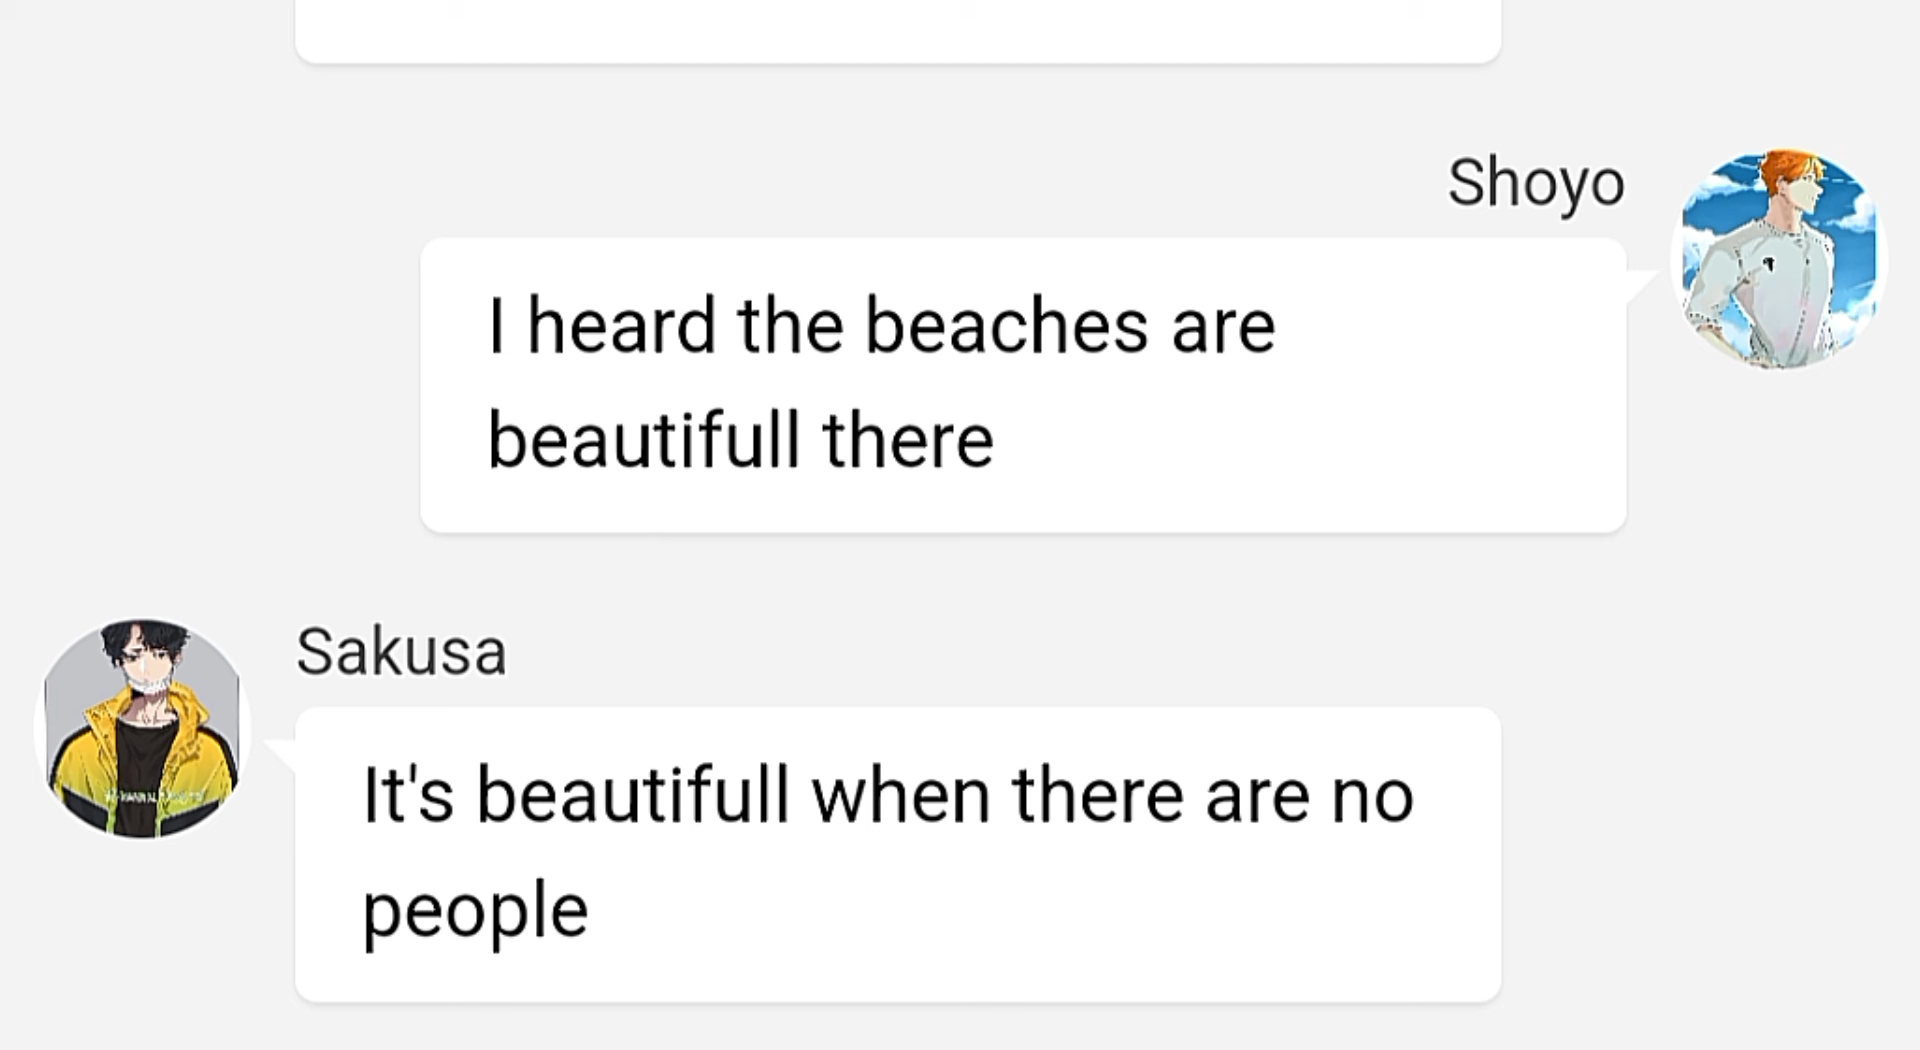 Shoyo
I heard the beaches are
beautifull there
Sakusa
It's beautifull when there are no
people